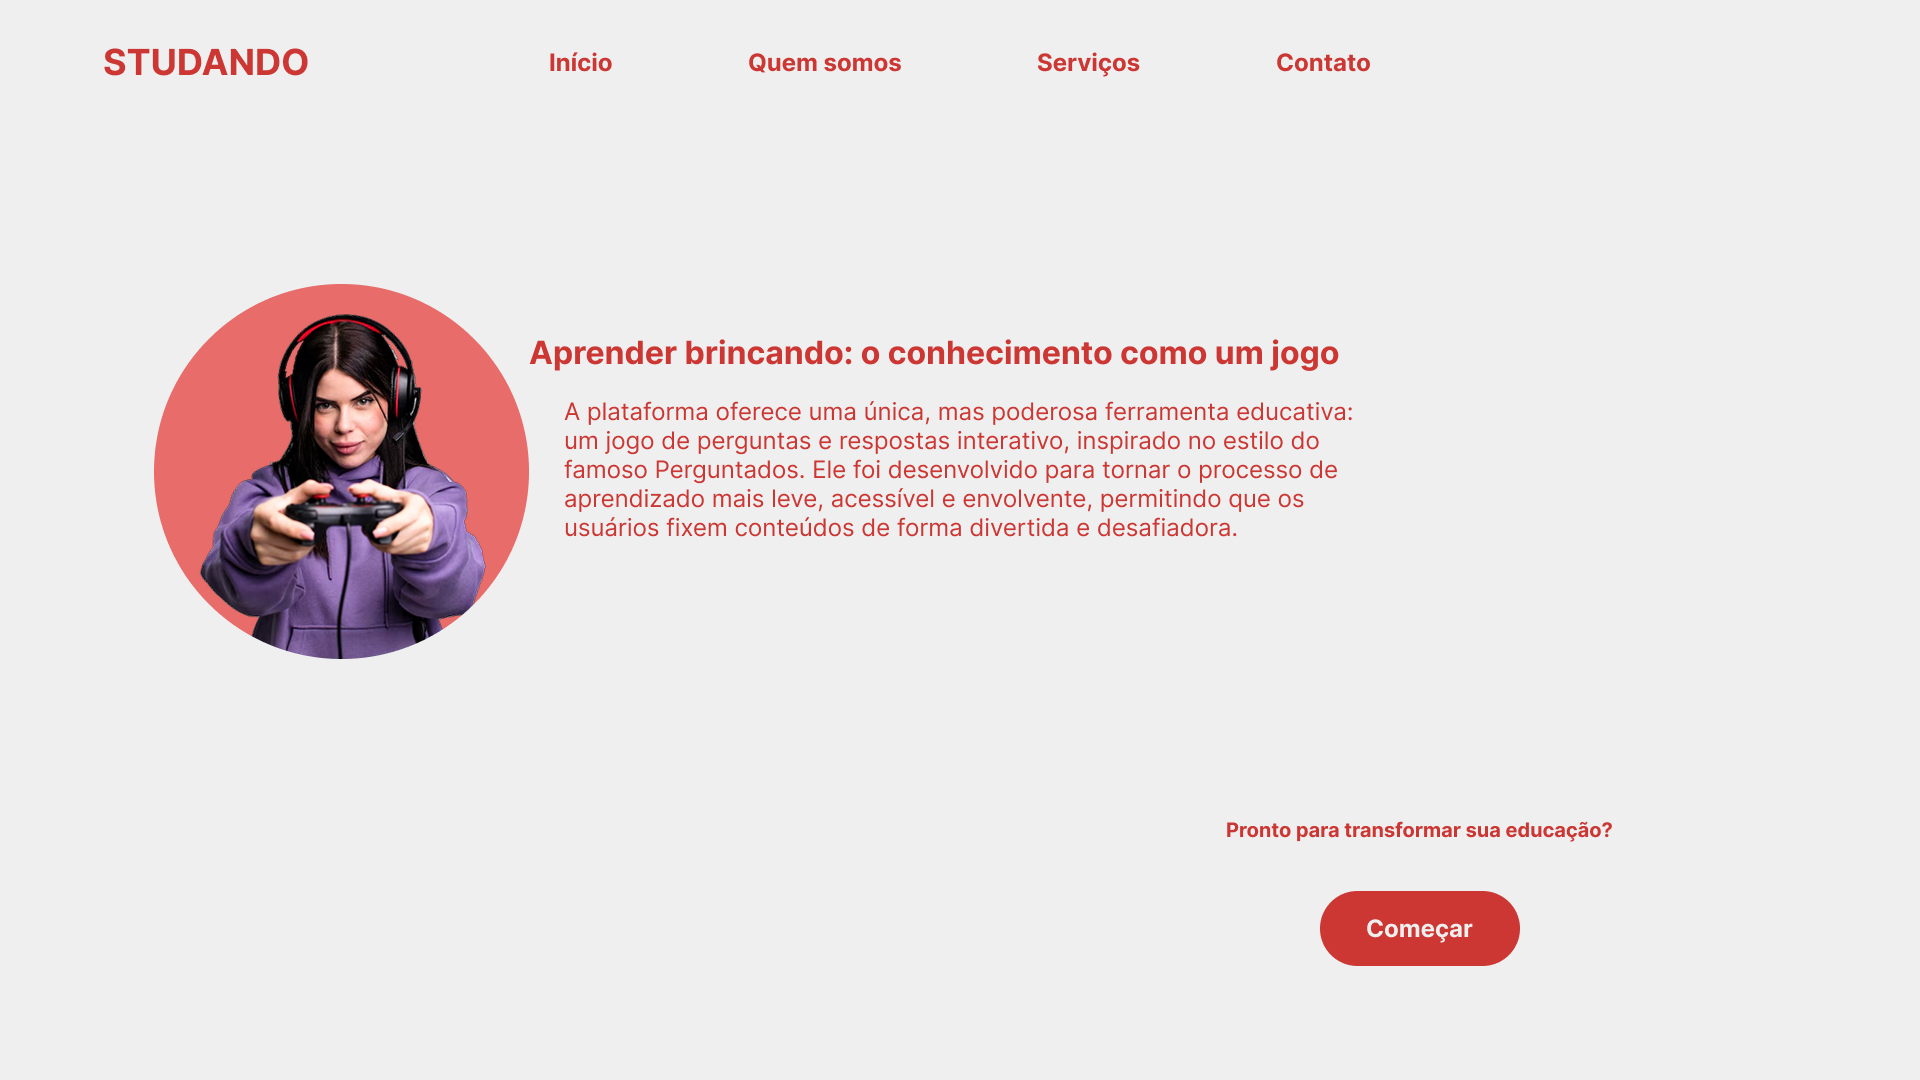 STUDANDO
Início
Quem somos
Serviços
Contato
Aprender brincando: o conhecimento como um jogo
A plataforma oferece uma única, mas poderosa ferramenta educativa:
um jogo de perguntas e respostas interativo, inspirado no estilo do
famoso Perguntados. Ele foi desenvolvido para tornar o processo de
aprendizado mais leve, acessível e envolvente, permitindo que os
usuários fixem conteúdos de forma divertida e desafiadora.
Pronto para transformar sua educação?
Começar